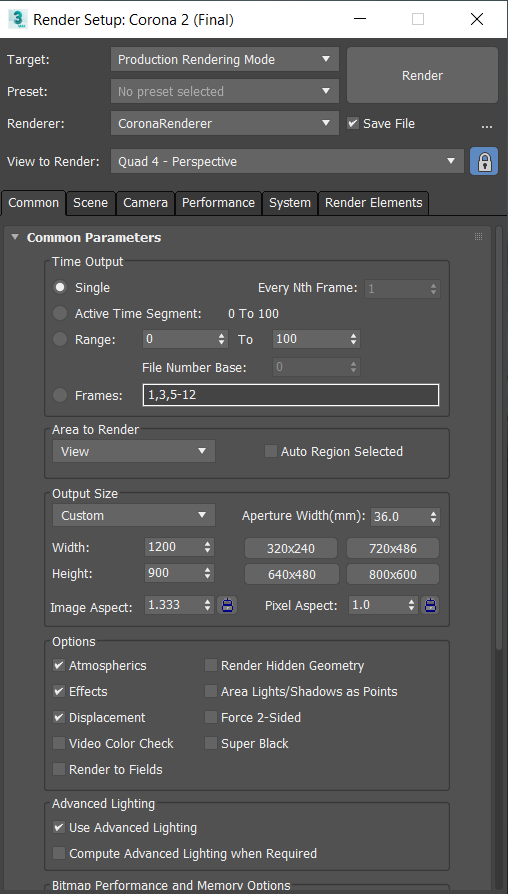 Render Setup: Corona 2 (Final)
Target: Production Rendering Mode
Render
Preset: No preset selected
Renderer: CoronaRenderer Save File ...
View to Render: Quad 4 - Perspective
Common Scene Camera Performance System Render Elements
Common Parameters
Time Output
Single Every Nth Frame: 1
Active Time Segment: 0 To 100
Range: 0 To 100
File Number Base: 0
Frames: 1,3,5-12
Area to Render
View Auto Region Selected
Output Size
Custom Aperture Width(mm): 36.0
Width: 1200 320x240 720x486
Height: 900 640x480 800x600
Image Aspect: 1.333 Pixel Aspect: 1.0
Options
Atmospherics Render Hidden Geometry
Effects Area Lights/Shadows as Points
Displacement Force 2-Sided
Video Color Check Super Black
Render to Fields
Advanced Lighting
Use Advanced Lighting
Compute Advanced Lighting when Required
Bitmap Performance and Memory Options